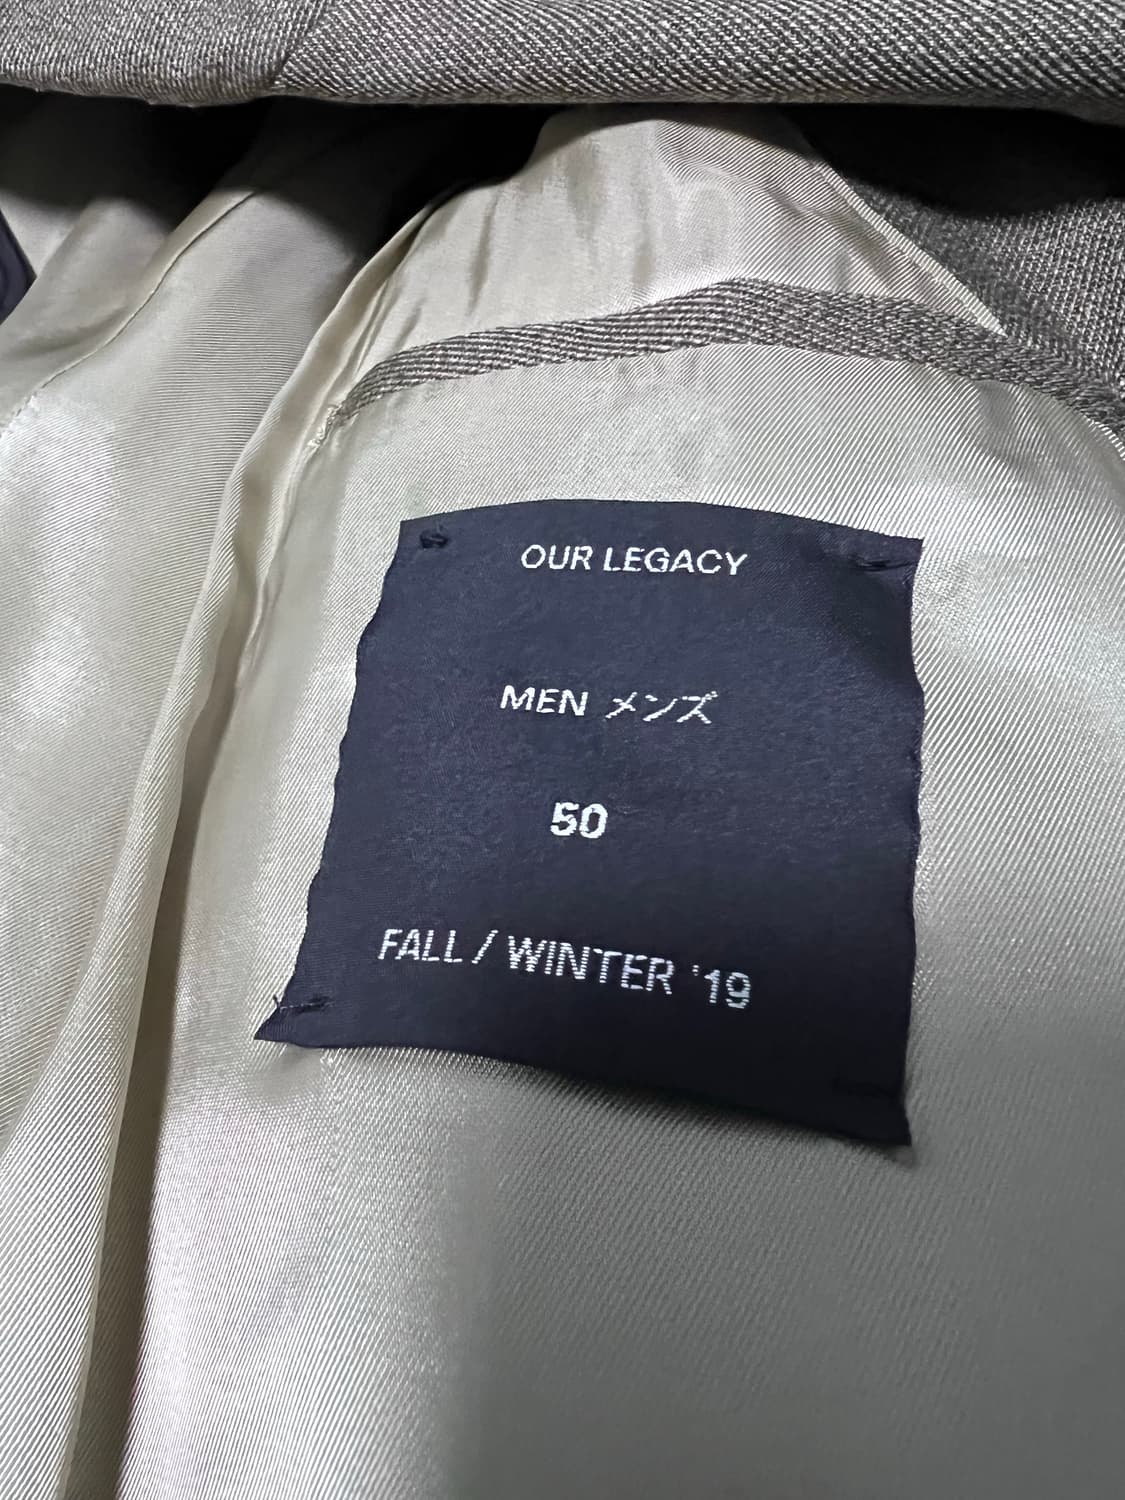 OUR LEGACY
MEN メンズ
50
FALL / WINTER '19